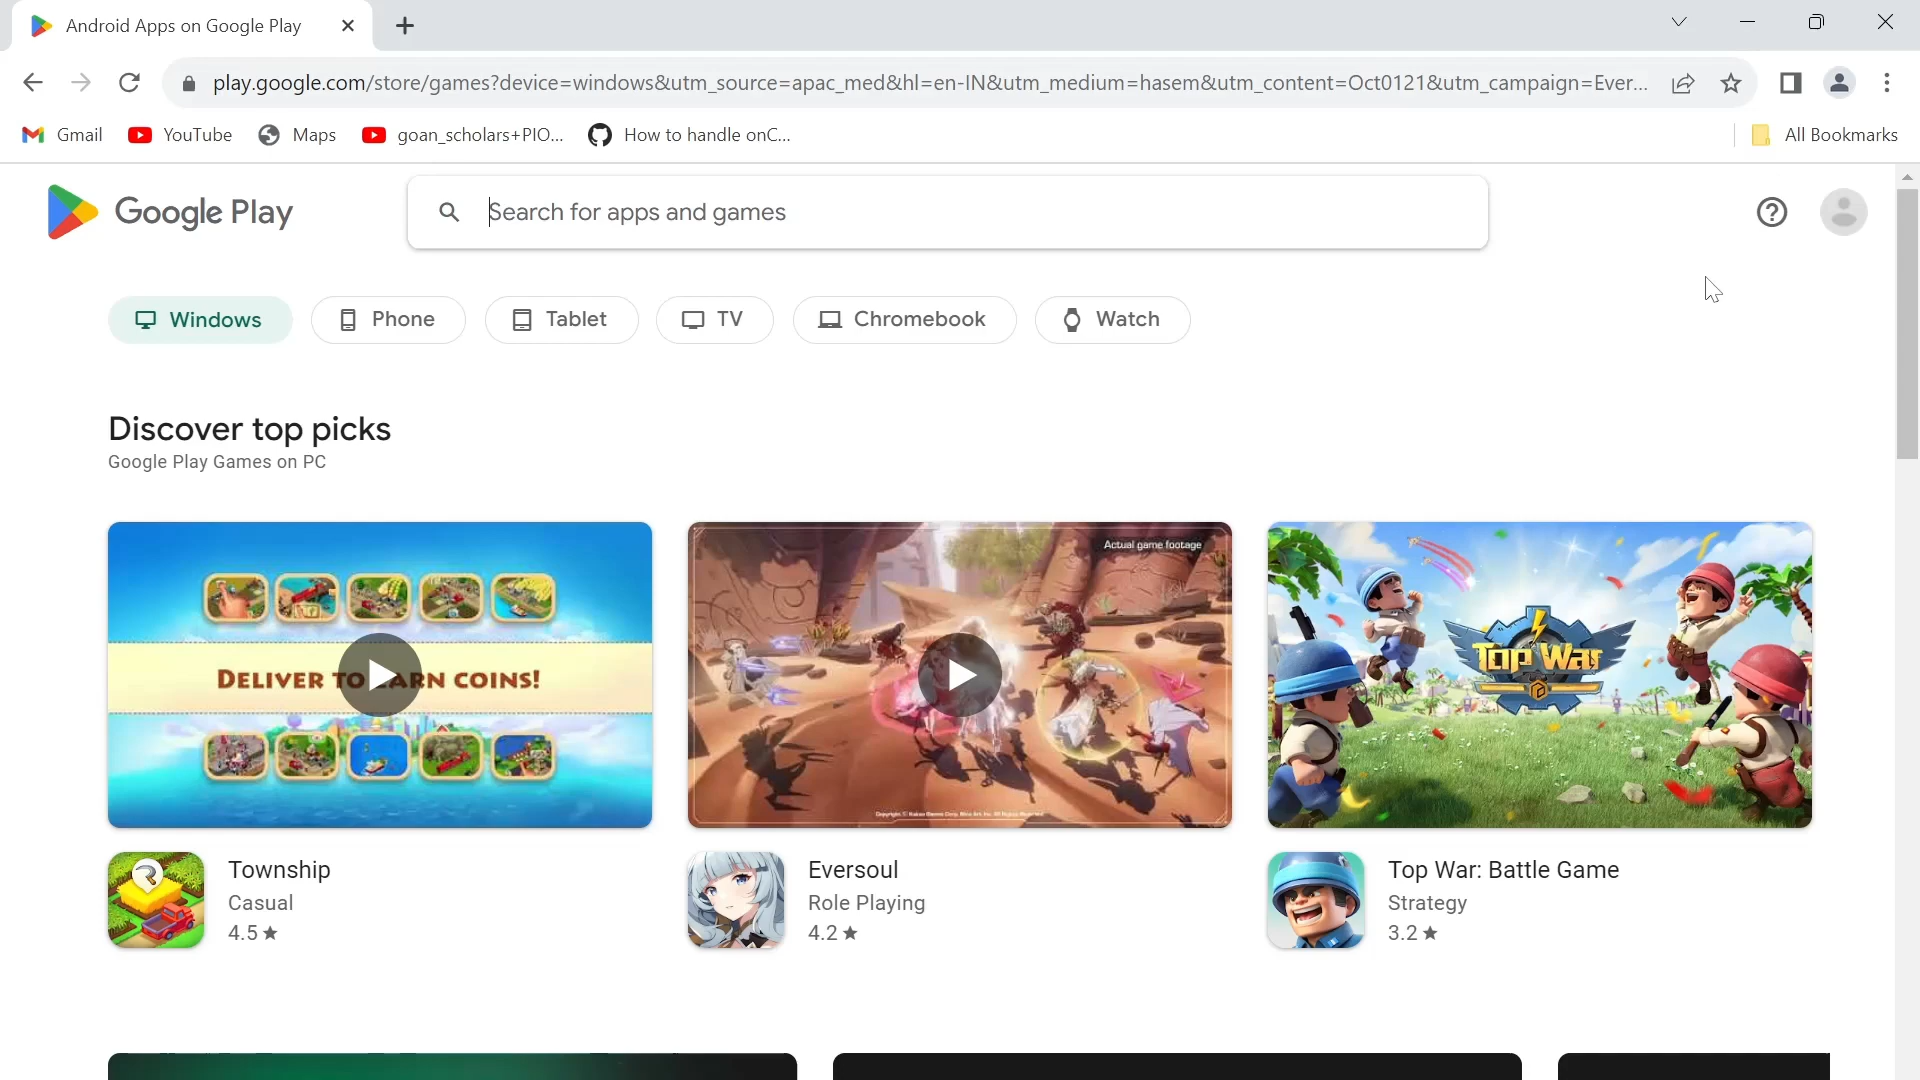 Android Apps on Google Play
play.google.com/store/games?device=windows&utm_source=apac_med&hl=en-IN&utm_medium=hasem&utm_content=Oct0121&utm_campaign=Ever...
Gmail
YouTube
Maps
goan_scholars+PIO...
How to handle onC...
All Bookmarks
Google Play
Search for apps and games
Windows
Phone
Tablet
TV
Chromebook
Watch
Discover top picks
Google Play Games on PC
DELIVER TO EARN COINS!
Actual game footage
TOP WAR
Township
Casual
4.5★
Eversoul
Role Playing
4.2★
Top War: Battle Game
Strategy
3.2★